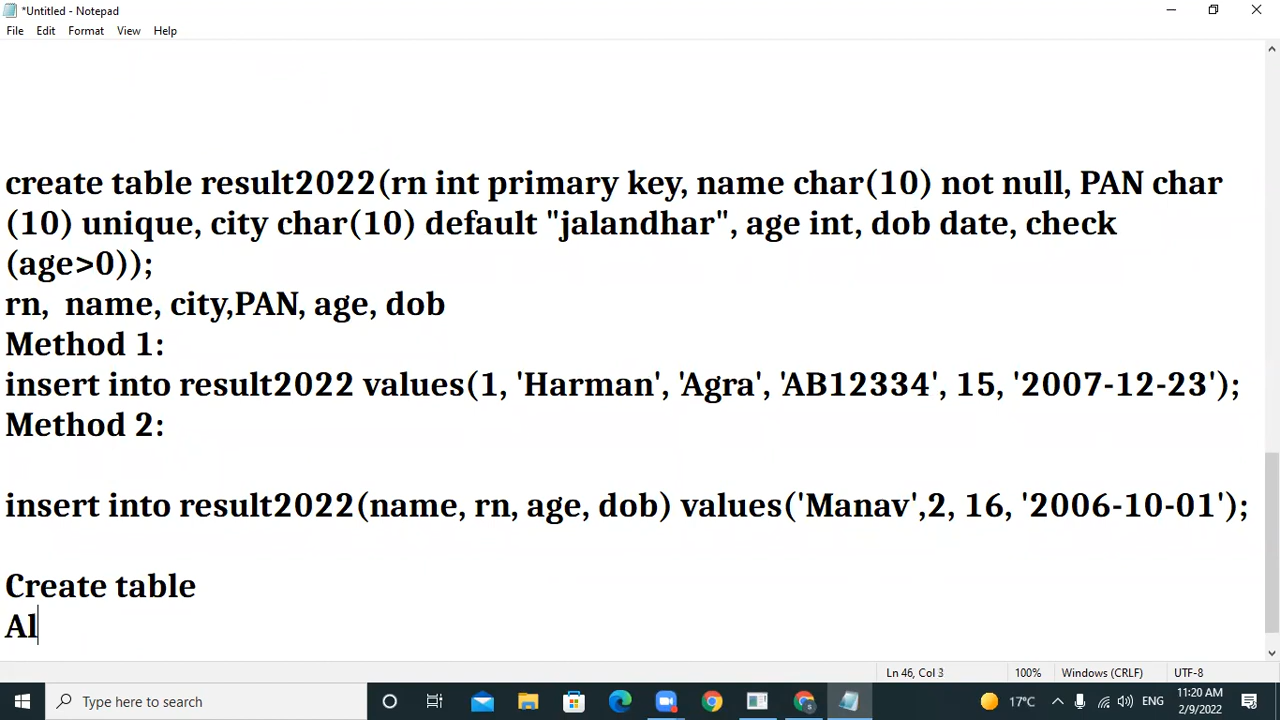 *Untitled - Notepad
File Edit Format View Help
create table result2022(rn int primary key, name char(10) not null, PAN char
(10) unique, city char(10) default "jalandhar", age int, dob date, check
(age>0));
rn,  name, city,PAN, age, dob
Method 1:
insert into result2022 values(1, 'Harman', 'Agra', 'AB12334', 15, '2007-12-23');
Method 2:
insert into result2022(name, rn, age, dob) values('Manav',2, 16, '2006-10-01');
Create table
Al
Ln 46, Col 3 100% Windows (CRLF) UTF-8
Type here to search 17°C ENG 11:20 AM
2/9/2022